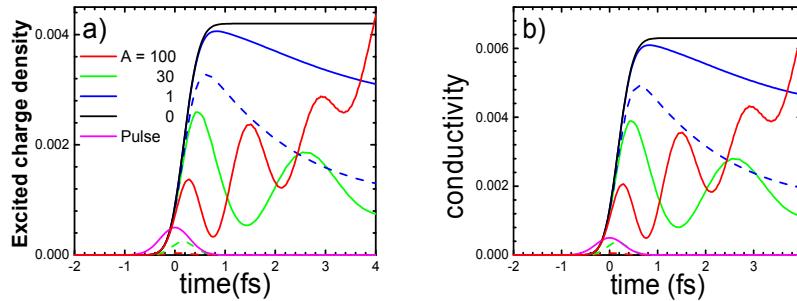 a)
Excited charge density
0.006
0.004
0.002
0.000
A = 100
30
1
0
Pulse
-2 -1 0 1 2 3 4
time(fs)
b)
conductivity
0.006
0.004
0.002
0.000
-2 -1 0 1 2 3
time (fs)